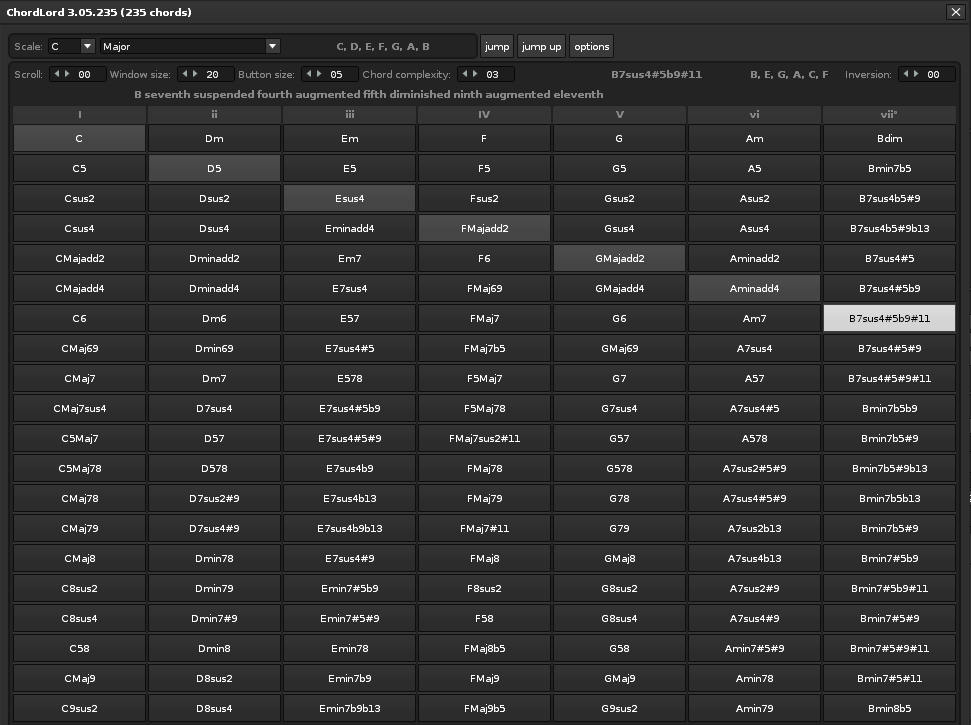 ChordLord 3.05.235 (235 chords)
Scale: C Major C, D, E, F, G, A, B jump jump up options
Scroll: 00 Window size: 20 Button size: 05 Chord complexity: 03 B7sus4#5b9#11 B, E, G, A, C, F Inversion: 00
B seventh suspended fourth augmented fifth diminished ninth augmented eleventh
I ii iii IV V vi vii°
C Dm Em F G Am Bdim
C5 D5 E5 F5 G5 A5 Bmin7b5
Csus2 Dsus2 Esus4 Fsus2 Gsus2 Asus2 B7sus4b5#9
Csus4 Dsus4 Eminadd4 FMajadd2 Gsus4 Asus4 B7sus4b5#9b13
CMajadd2 Dminadd2 Em7 F6 GMajadd2 Aminadd2 B7sus4#5
CMajadd4 Dminadd4 E7sus4 FMaj69 GMajadd4 Aminadd4 B7sus4#5b9
C6 Dm6 E57 FMaj7 G6 Am7 B7sus4#5b9#11
CMaj69 Dmin69 E7sus4#5 FMaj7b5 GMaj69 A7sus4 B7sus4#5#9
CMaj7 Dm7 E578 F5Maj7 G7 A57 B7sus4#5#9#11
CMaj7sus4 D7sus4 E7sus4#5b9 F5Maj78 G7sus4 A7sus4#5 Bmin7b5b9
C5Maj7 D57 E7sus4#5#9 FMaj7sus2#11 G57 A578 Bmin7b5#9
C5Maj78 D578 E7sus4b9 FMaj78 G578 A7sus2#5#9 Bmin7b5#9b13
CMaj78 D7sus2#9 E7sus4b13 FMaj79 G78 A7sus4#5#9 Bmin7b5b13
CMaj79 D7sus4#9 E7sus4b9b13 FMaj7#11 G79 A7sus2b13 Bmin7b5#9
CMaj8 Dmin78 E7sus4#9 FMaj8 GMaj8 A7sus4b13 Bmin7#5b9
C8sus2 Dmin79 Emin7#5b9 F8sus2 G8sus2 A7sus2#9 Bmin7#5b9#11
C8sus4 Dmin7#9 Emin7#5#9 F58 G8sus4 A7sus4#9 Bmin7#5#9
C58 Dmin8 Emin78 FMaj8b5 G58 Amin7#5#9 Bmin7#5#9#11
CMaj9 D8sus2 Emin7b9 FMaj9 GMaj9 Amin78 Bmin7#5#11
C9sus2 D8sus4 Emin7b9b13 FMaj9b5 G9sus2 Amin79 Bmin8b5